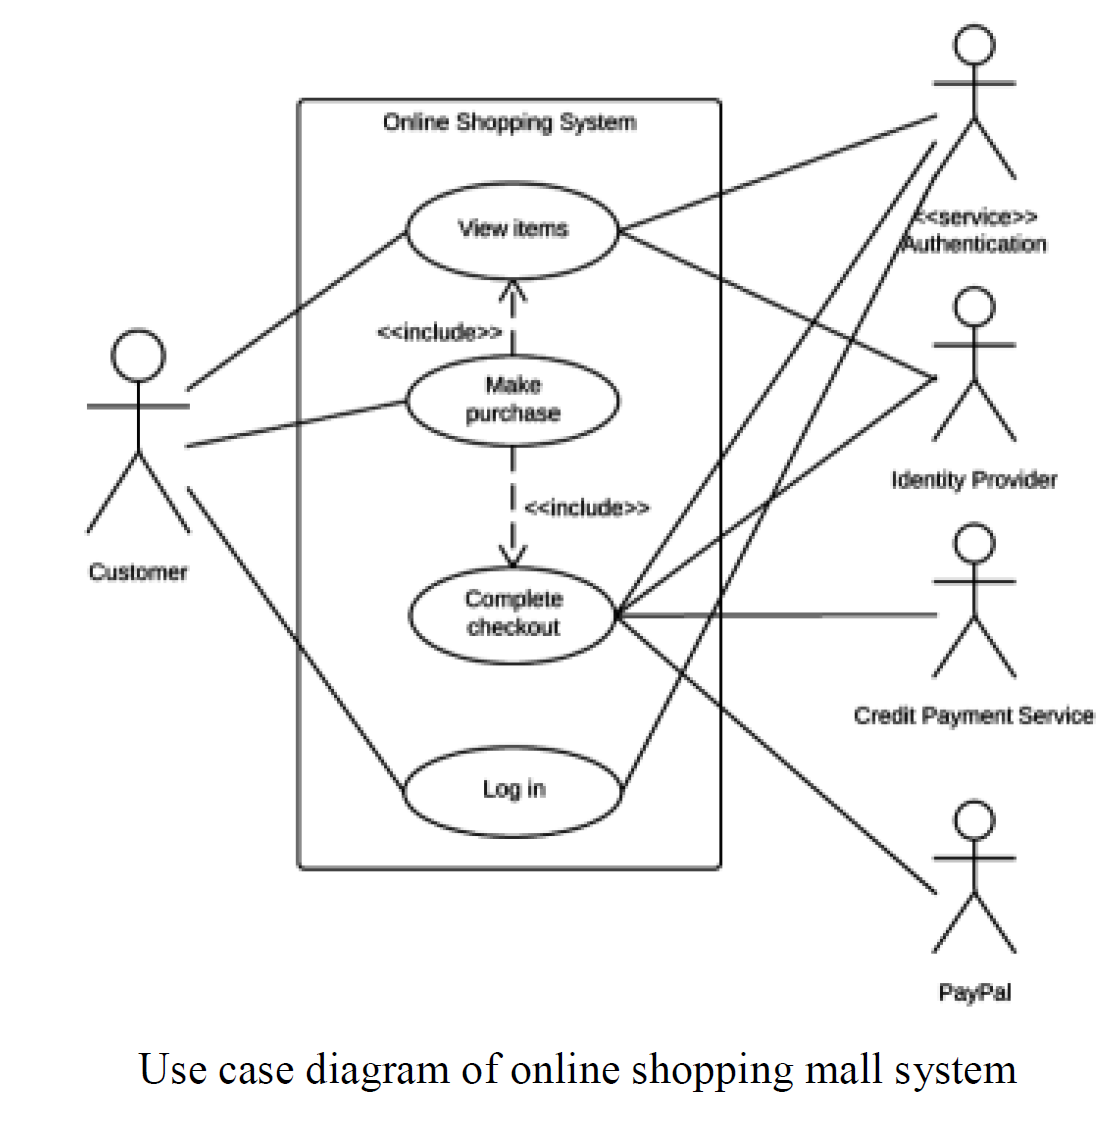 Online Shopping System
View items
<<include>>
Make
purchase
<<include>>
Complete
checkout
Log in
Customer
<<service>>
Authentication
Identity Provider
Credit Payment Service
PayPal
Use case diagram of online shopping mall system